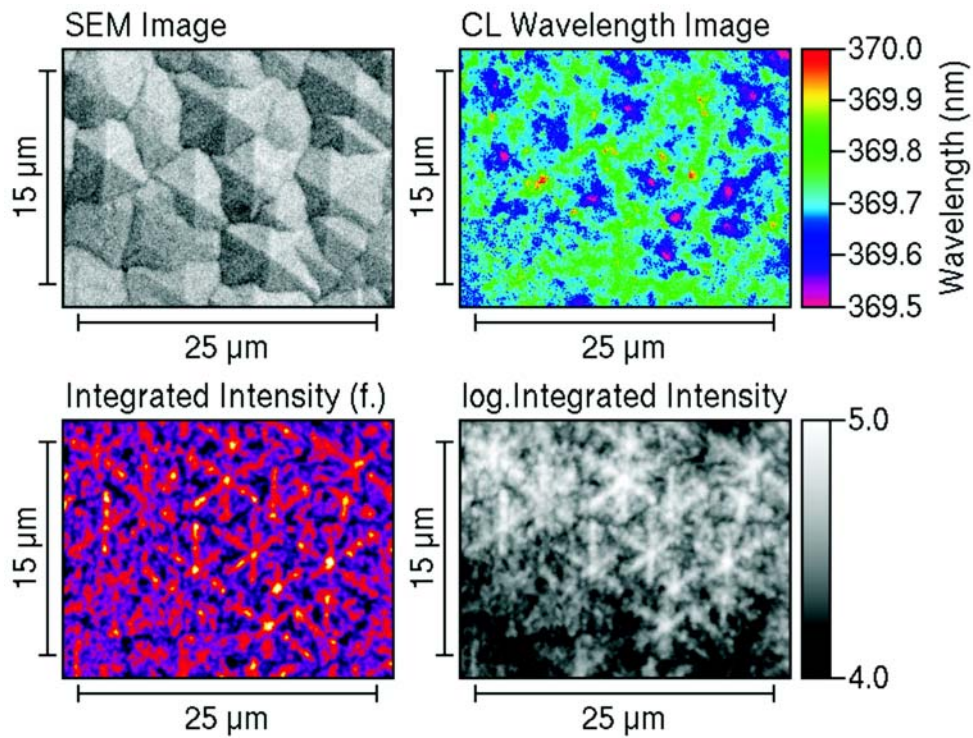 SEM Image
CL Wavelength Image
370.0
369.9
369.8
369.7
369.6
369.5
Wavelength (nm)
15 µm
15 µm
25 µm
25 µm
Integrated Intensity (f.)
log.Integrated Intensity
5.0
4.0
15 µm
15 µm
25 µm
25 µm